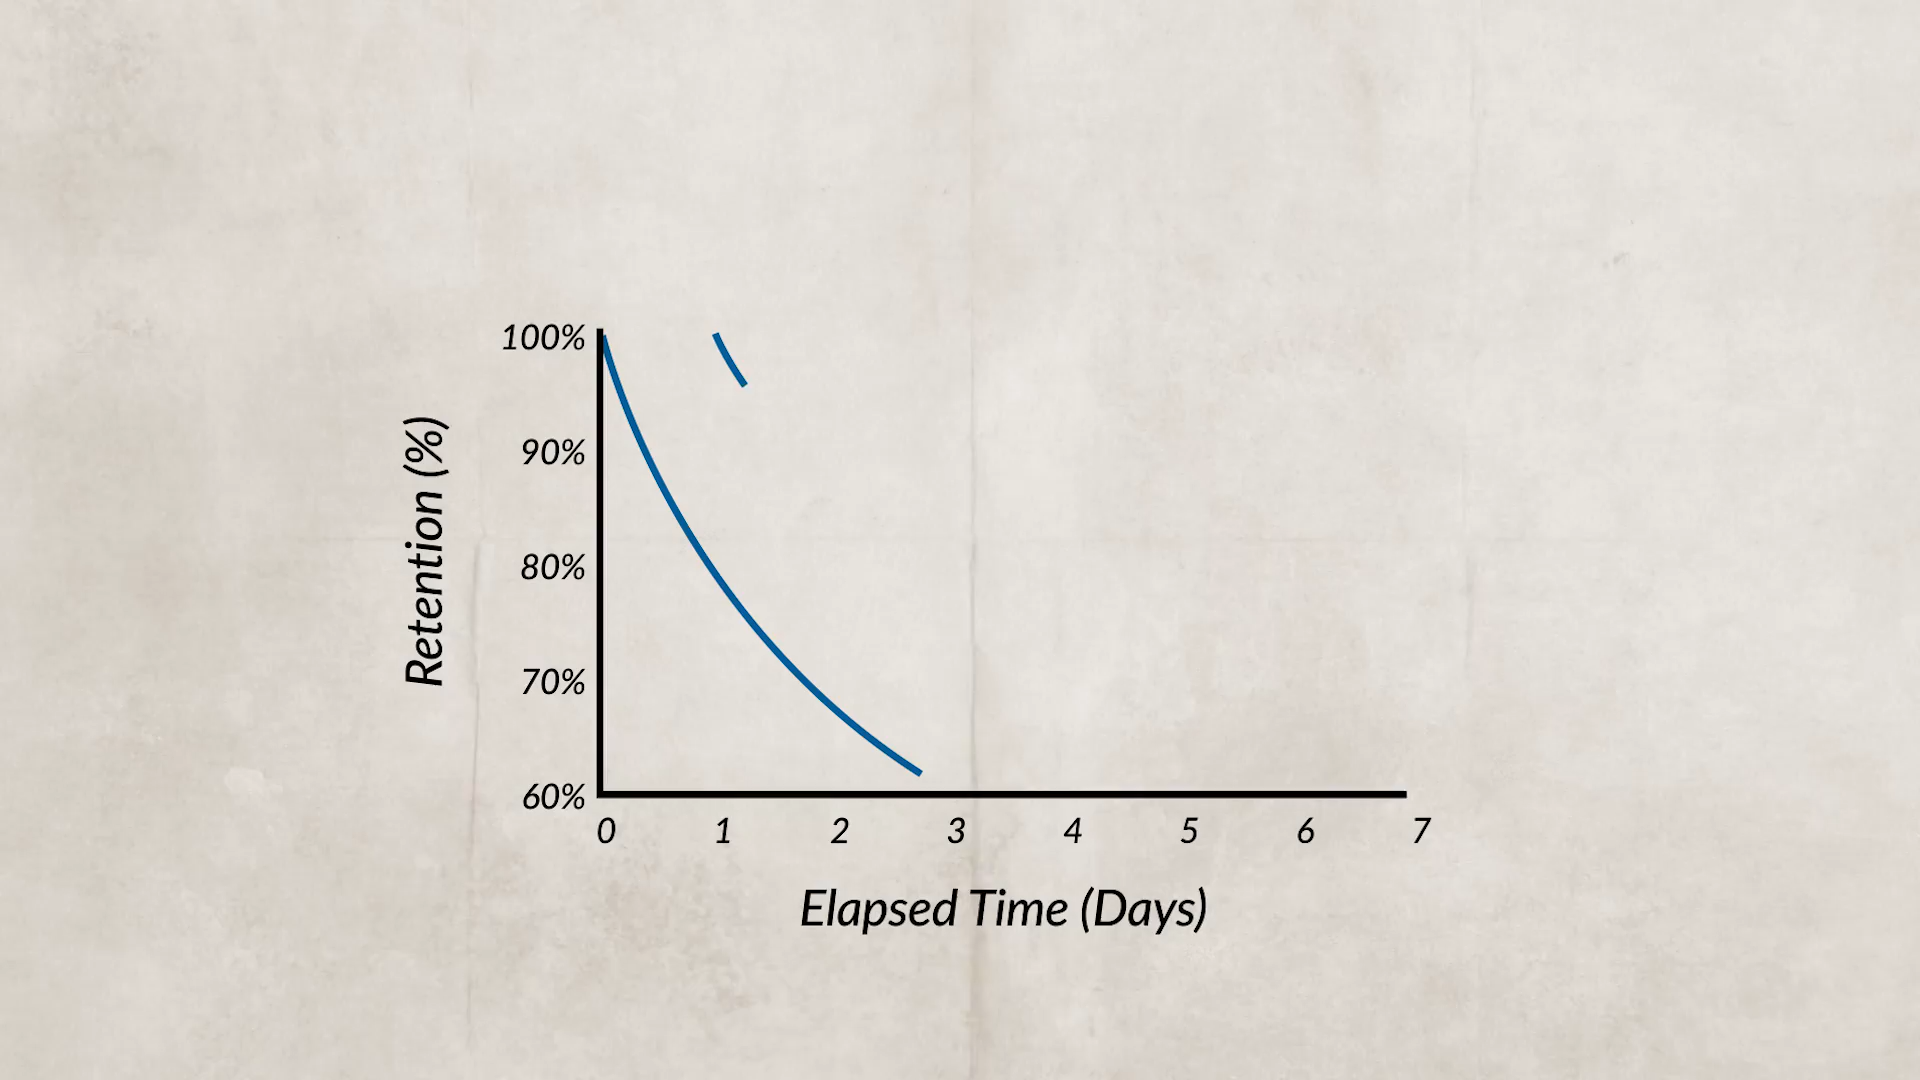 100%
90%
80%
70%
60%
Retention (%)
0 1 2 3 4 5 6 7
Elapsed Time (Days)